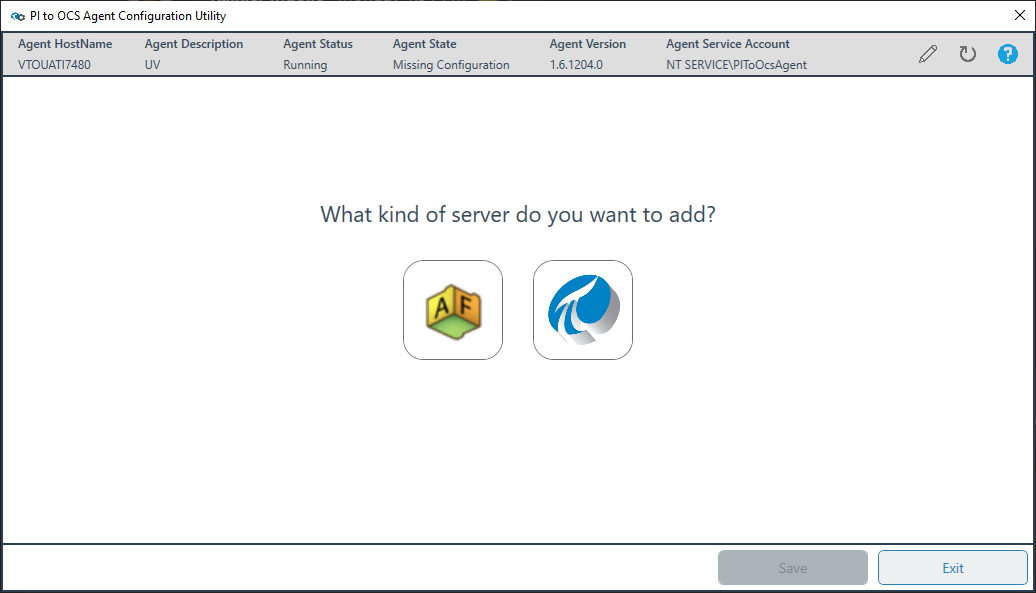 PI to OCS Agent Configuration Utility
Agent HostName Agent Description Agent Status Agent State Agent Version Agent Service Account
VTOUATI7480 UV Running Missing Configuration 1.6.1204.0 NT SERVICE\PIToOcsAgent
?
What kind of server do you want to add?
AF
Save Exit